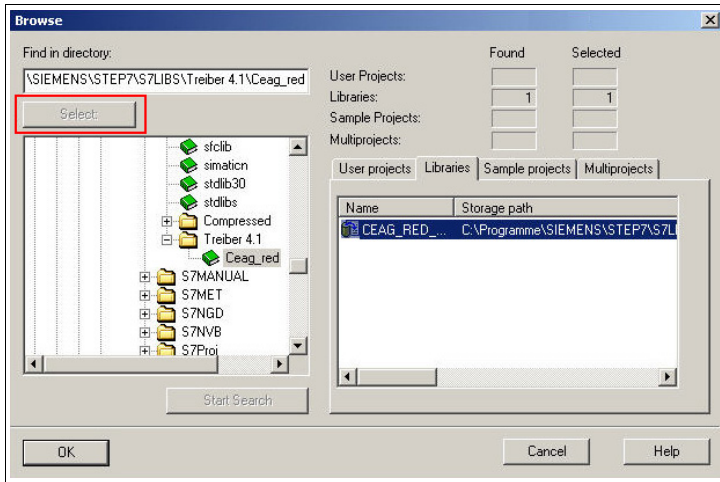 Browse
Find in directory:
\SIEMENS\STEP7\S7LIBS\Treiber 4.1\Ceag_red
Select
sfclib
simaticn
stdlib30
stdlibs
Compressed
Treiber 4.1
Ceag_red
S7MANUAL
S7MET
S7NGD
S7NVB
S7Proj
Start Search
Found Selected
User Projects:
Libraries: 1 1
Sample Projects:
Multiprojects:
User projects Libraries Sample projects Multiprojects
Name Storage path
CEAG_RED_... C:\Programme\SIEMENS\STEP7\S7LI
OK Cancel Help